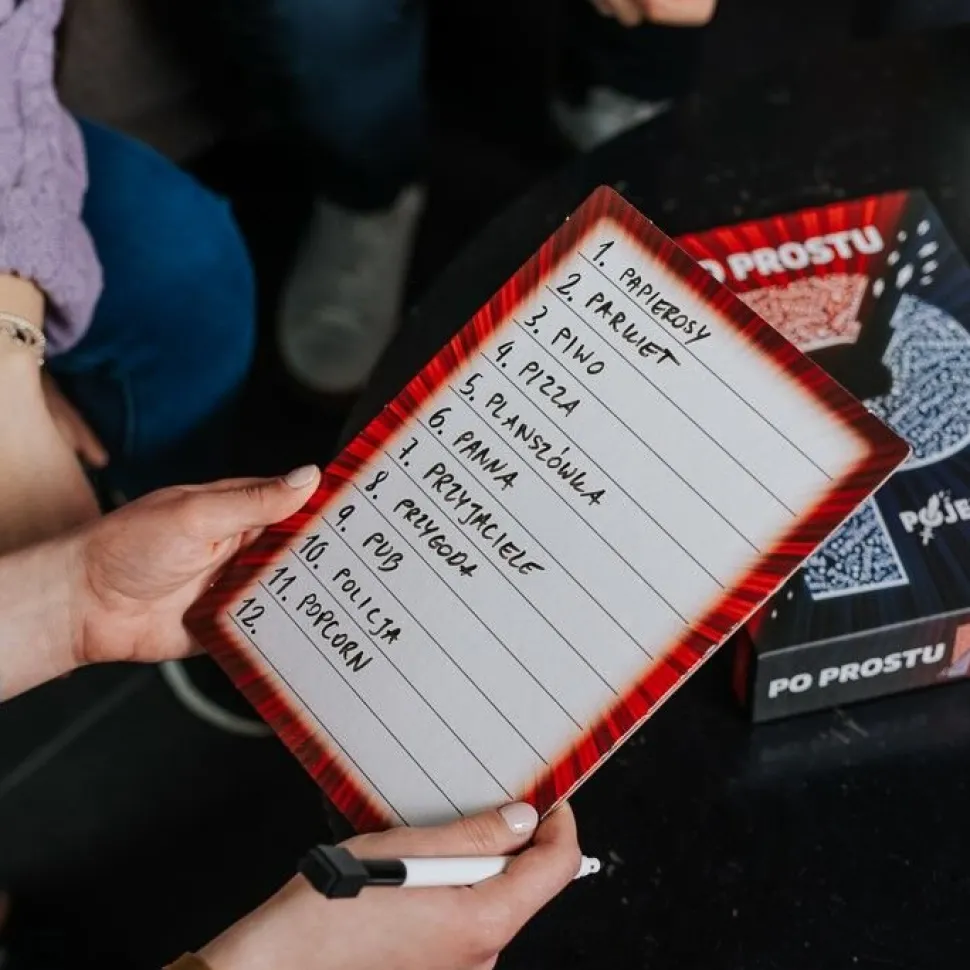 1. PAPIEROSY
2. PARKIET
3. PIWO
4. PIZZA
5. PLANSZÓWKA
6. PANNA
7. PRZYJACIELE
8. PRZYGODA
9. PUB
10. POLICJA
11. POPCORN
12.
PO PROSTU
POJE
PO PROSTU